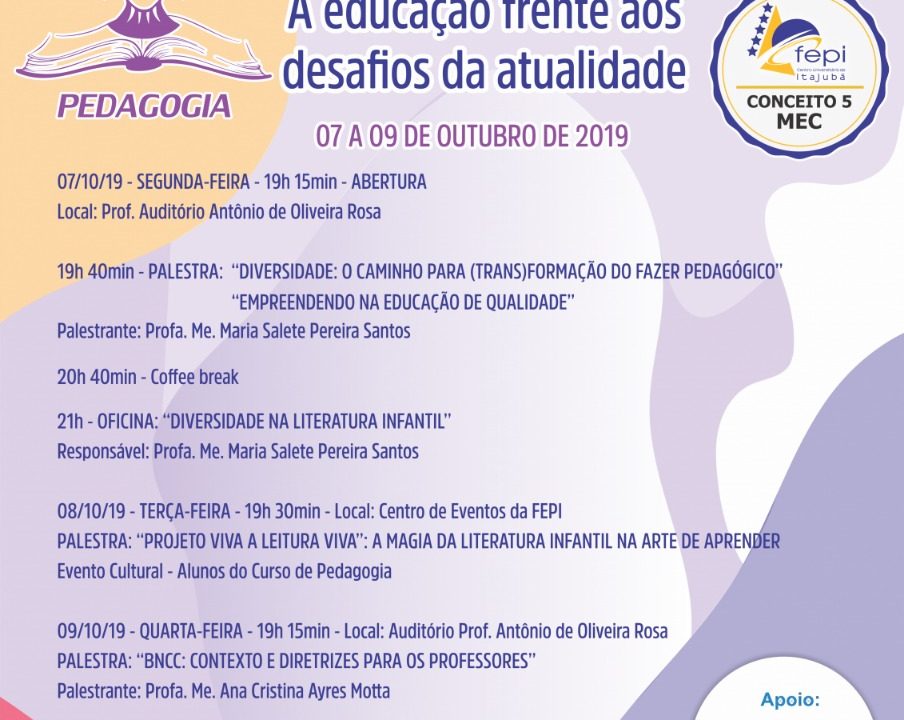 A educação frente aos
desafios da atualidade
PEDAGOGIA
fepi
Centro Universitário de
Itajubá
CONCEITO 5
MEC
07 A 09 DE OUTUBRO DE 2019
07/10/19 - SEGUNDA-FEIRA - 19h 15min - ABERTURA
Local: Prof. Auditório Antônio de Oliveira Rosa
19h 40min - PALESTRA: “DIVERSIDADE: O CAMINHO PARA (TRANS)FORMAÇÃO DO FAZER PEDAGÓGICO”
“EMPREENDENDO NA EDUCAÇÃO DE QUALIDADE”
Palestrante: Profa. Me. Maria Salete Pereira Santos
20h 40min - Coffee break
21h - OFICINA: “DIVERSIDADE NA LITERATURA INFANTIL”
Responsável: Profa. Me. Maria Salete Pereira Santos
08/10/19 - TERÇA-FEIRA - 19h 30min - Local: Centro de Eventos da FEPI
PALESTRA: “PROJETO VIVA A LEITURA VIVA”: A MAGIA DA LITERATURA INFANTIL NA ARTE DE APRENDER
Evento Cultural - Alunos do Curso de Pedagogia
09/10/19 - QUARTA-FEIRA - 19h 15min - Local: Auditório Prof. Antônio de Oliveira Rosa
PALESTRA: “BNCC: CONTEXTO E DIRETRIZES PARA OS PROFESSORES”
Palestrante: Profa. Me. Ana Cristina Ayres Motta
Apoio: